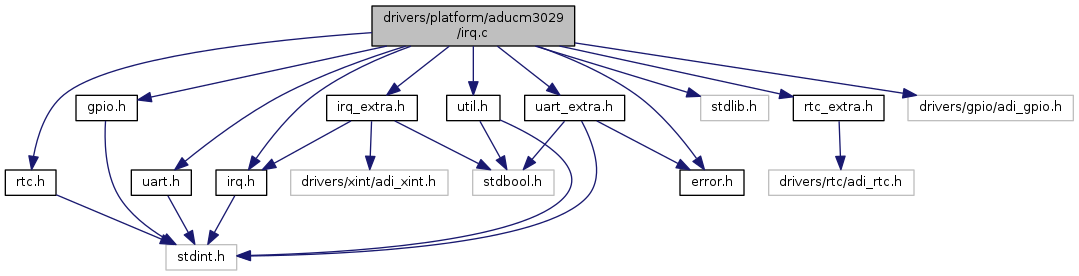 drivers/platform/aducm3029
/irq.c
gpio.h
irq_extra.h
util.h
uart_extra.h
stdlib.h
rtc_extra.h
drivers/gpio/adi_gpio.h
rtc.h
uart.h
irq.h
drivers/xint/adi_xint.h
stdbool.h
error.h
drivers/rtc/adi_rtc.h
stdint.h